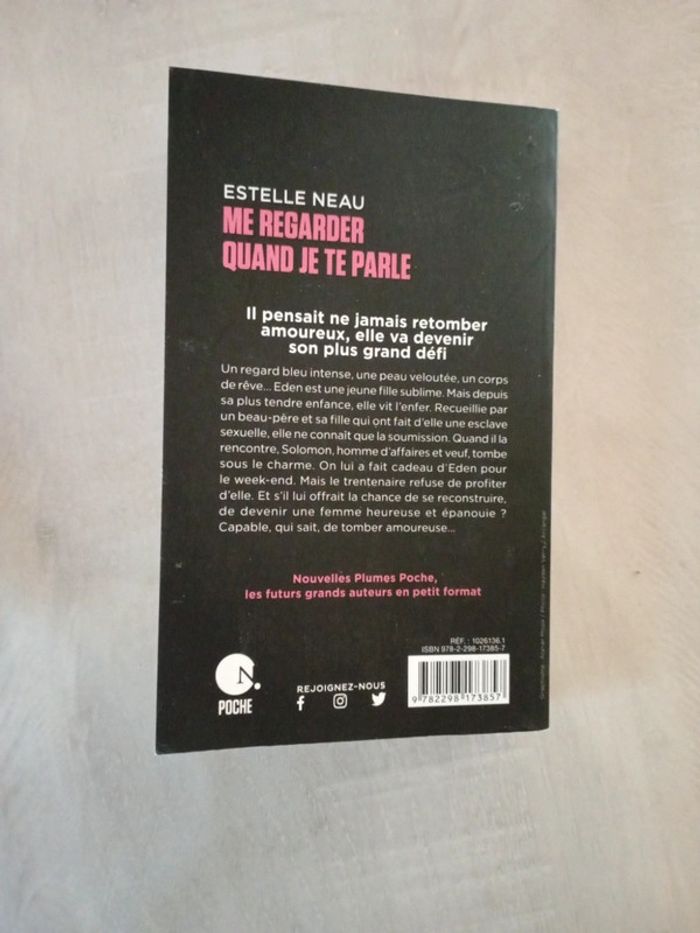 ESTELLE NEAU
ME REGARDER
QUAND JE TE PARLE
Il pensait ne jamais retomber
amoureux, elle va devenir
son plus grand défi
Un regard bleu intense, une peau veloutée, un corps
de rêve... Eden est une jeune fille sublime. Mais depuis
sa plus tendre enfance, elle vit l'enfer. Recueillie par
un beau-père et sa fille qui ont fait d'elle une esclave
sexuelle, elle ne connaît que la soumission. Quand il la
rencontre, Solomon, homme d'affaires et veuf, tombe
sous le charme. On lui a fait cadeau d'Eden pour
le week-end. Mais le trentenaire refuse de profiter
d'elle. Et s'il lui offrait la chance de se reconstruire,
de devenir une femme heureuse et épanouie ?
Capable, qui sait, de tomber amoureuse...
Nouvelles Plumes Poche,
les futurs grands auteurs en petit format
RÉF. : 1026136.1
ISBN 978-2-298-17385-7
N.
POCHE
REJOIGNEZ-NOUS
9 782298 173857